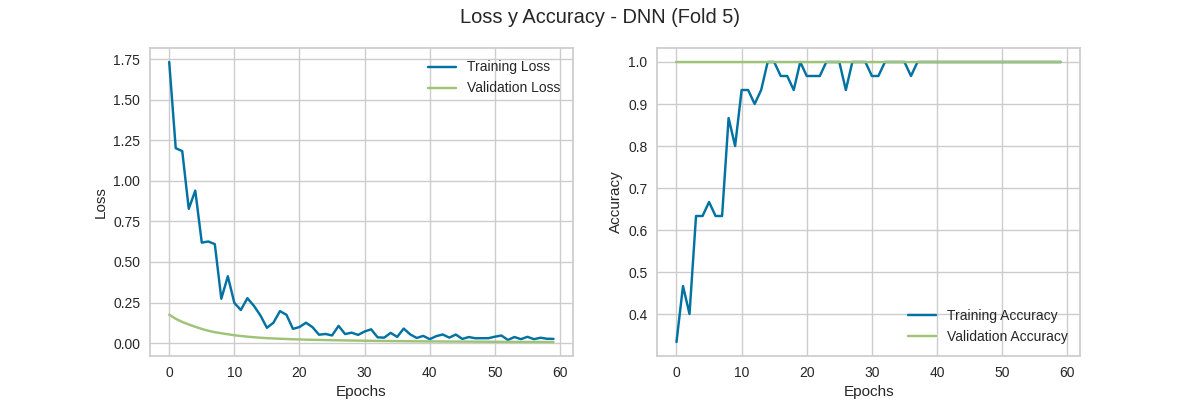 Loss y Accuracy - DNN (Fold 5)
1.75
1.50
1.25
1.00
0.75
0.50
0.25
0.00
Loss
0 10 20 30 40 50 60
Epochs
Training Loss
Validation Loss
1.0
0.9
0.8
0.7
0.6
0.5
0.4
Accuracy
0 10 20 30 40 50 60
Epochs
Training Accuracy
Validation Accuracy